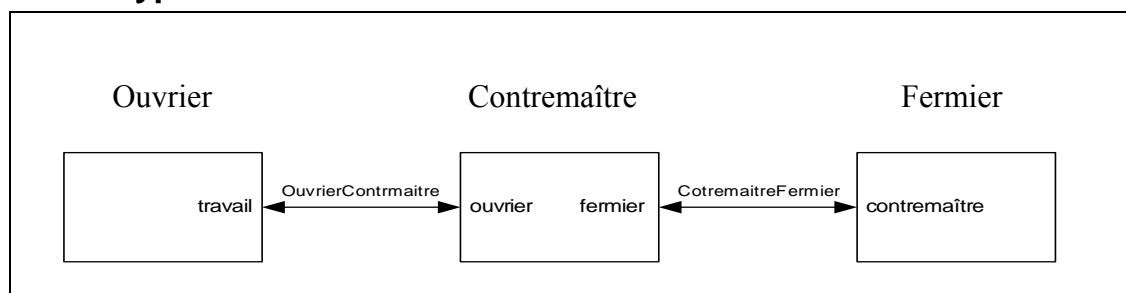 Ouvrier Contremaître Fermier
OuvrierContrmaitre CotremaitreFermier
travail ouvrier fermier contremaître